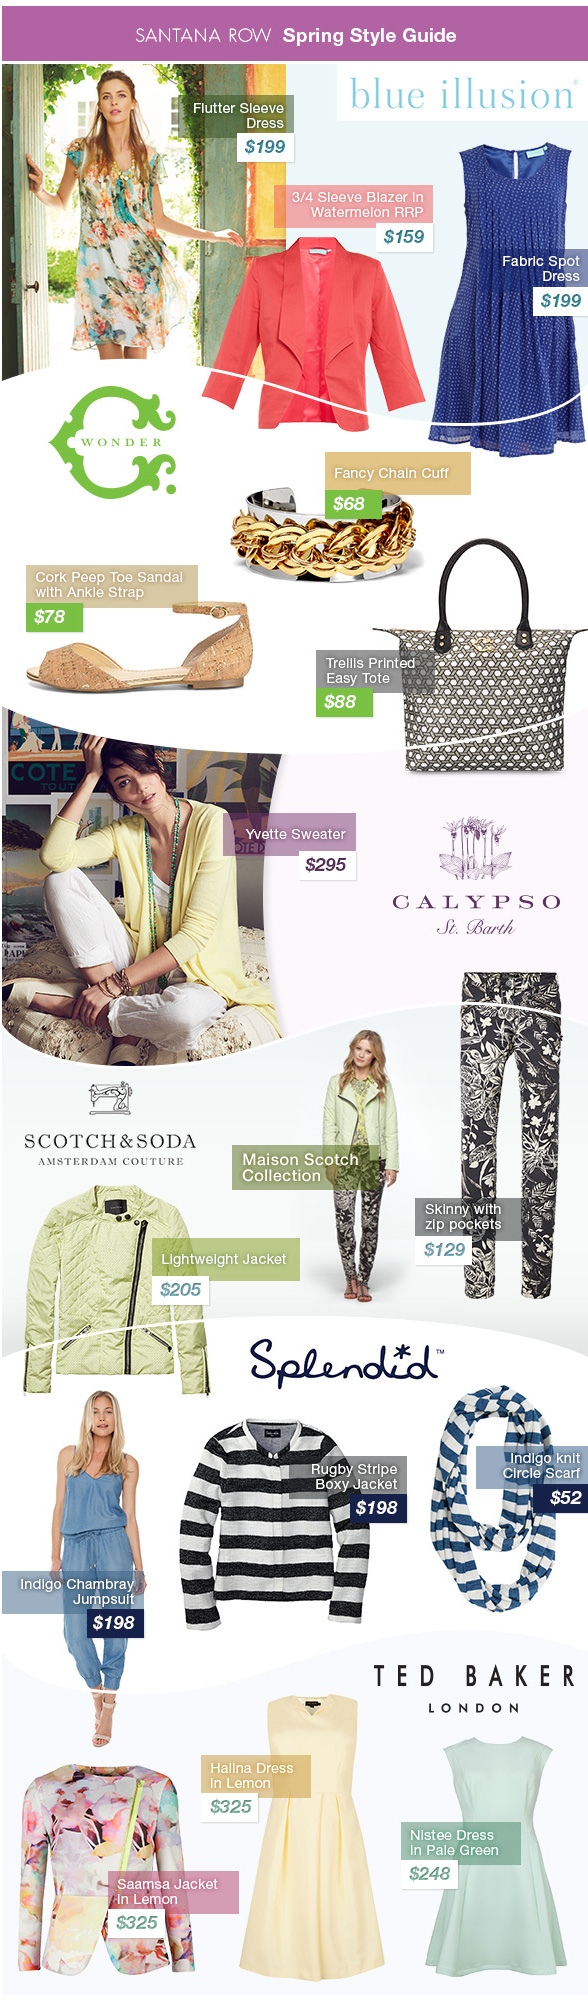 SANTANA ROW Spring Style Guide
blue illusion
Flutter Sleeve
Dress
$199
3/4 Sleeve Blazer In
Watermelon RRP
$159
Fabric Spot
Dress
$199
C
WONDER
Fancy Chain Cuff
$68
Cork Peep Toe Sandal
with Ankle Strap
$78
Trellis Printed
Easy Tote
$88
COTE
Yvette Sweater
$295
CALYPSO
St. Barth
SCOTCH&SODA
AMSTERDAM COUTURE
Maison Scotch
Collection
Skinny with
zip pockets
$129
Lightweight Jacket
$205
Splendid™
Rugby Stripe
Boxy Jacket
$198
Indigo knit
Circle Scarf
$52
Indigo Chambray
Jumpsuit
$198
TED BAKER
LONDON
Halina Dress
In Lemon
$325
Nistee Dress
in Pale Green
$248
Saamsa Jacket
in Lemon
$325